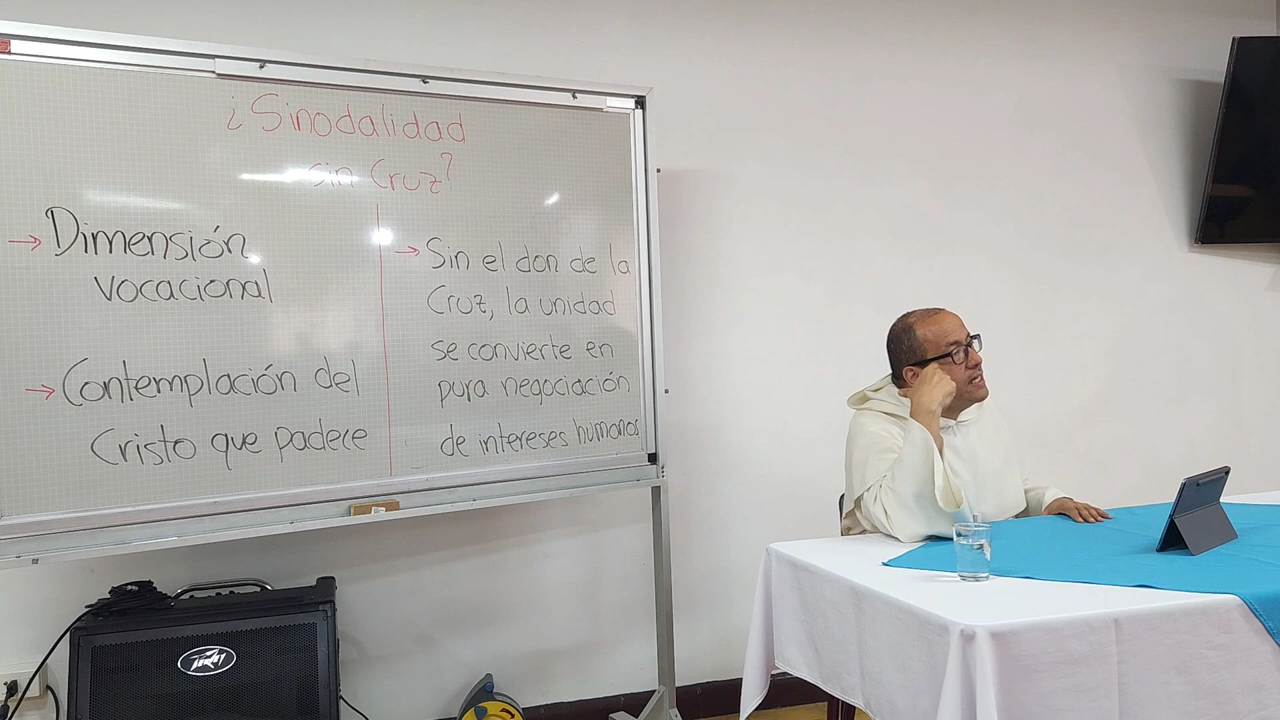 ¿Sinodalidad
sin Cruz?
→ Dimensión
vocacional
→ Contemplación del
Cristo que padece
→ Sin el don de la
Cruz, la unidad
se convierte en
pura negociación
de intereses humanos
PEAVEY